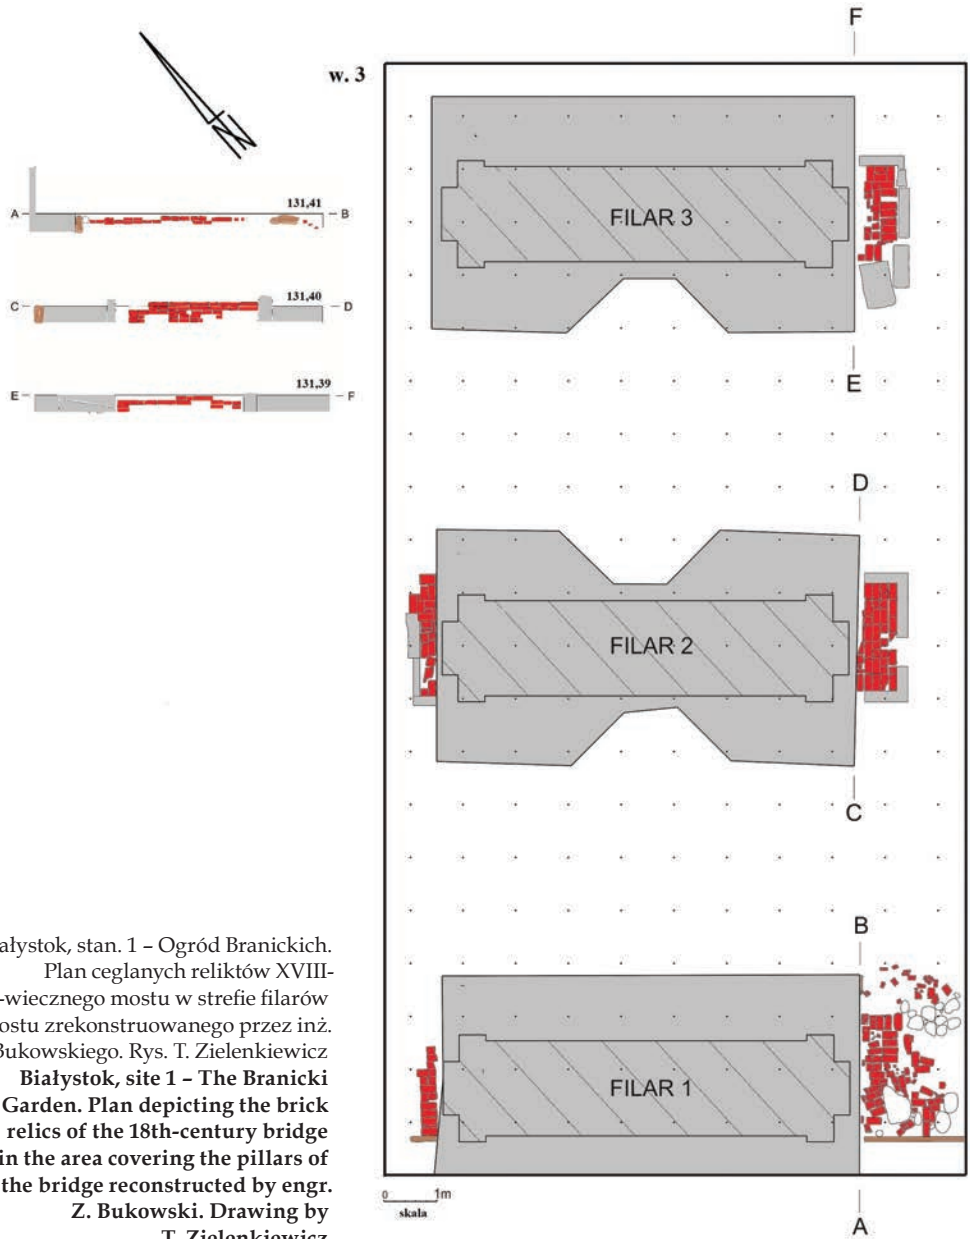 F
w. 3
N
131,41
A B
FILAR 3
131,40
C D
131,39
E F
E
D
FILAR 2
C
B
FILAR 1
ałystok, stan. 1 – Ogród Branickich.
Plan ceglanych reliktów XVIII-
-wiecznego mostu w strefie filarów
ostu zrekonstruowanego przez inż.
Bukowskiego. Rys. T. Zielenkiewicz
Białystok, site 1 – The Branicki
Garden. Plan depicting the brick
relics of the 18th-century bridge
in the area covering the pillars of
the bridge reconstructed by engr.
Z. Bukowski. Drawing by
T. Zielenkiewicz
0 1m
skala
A